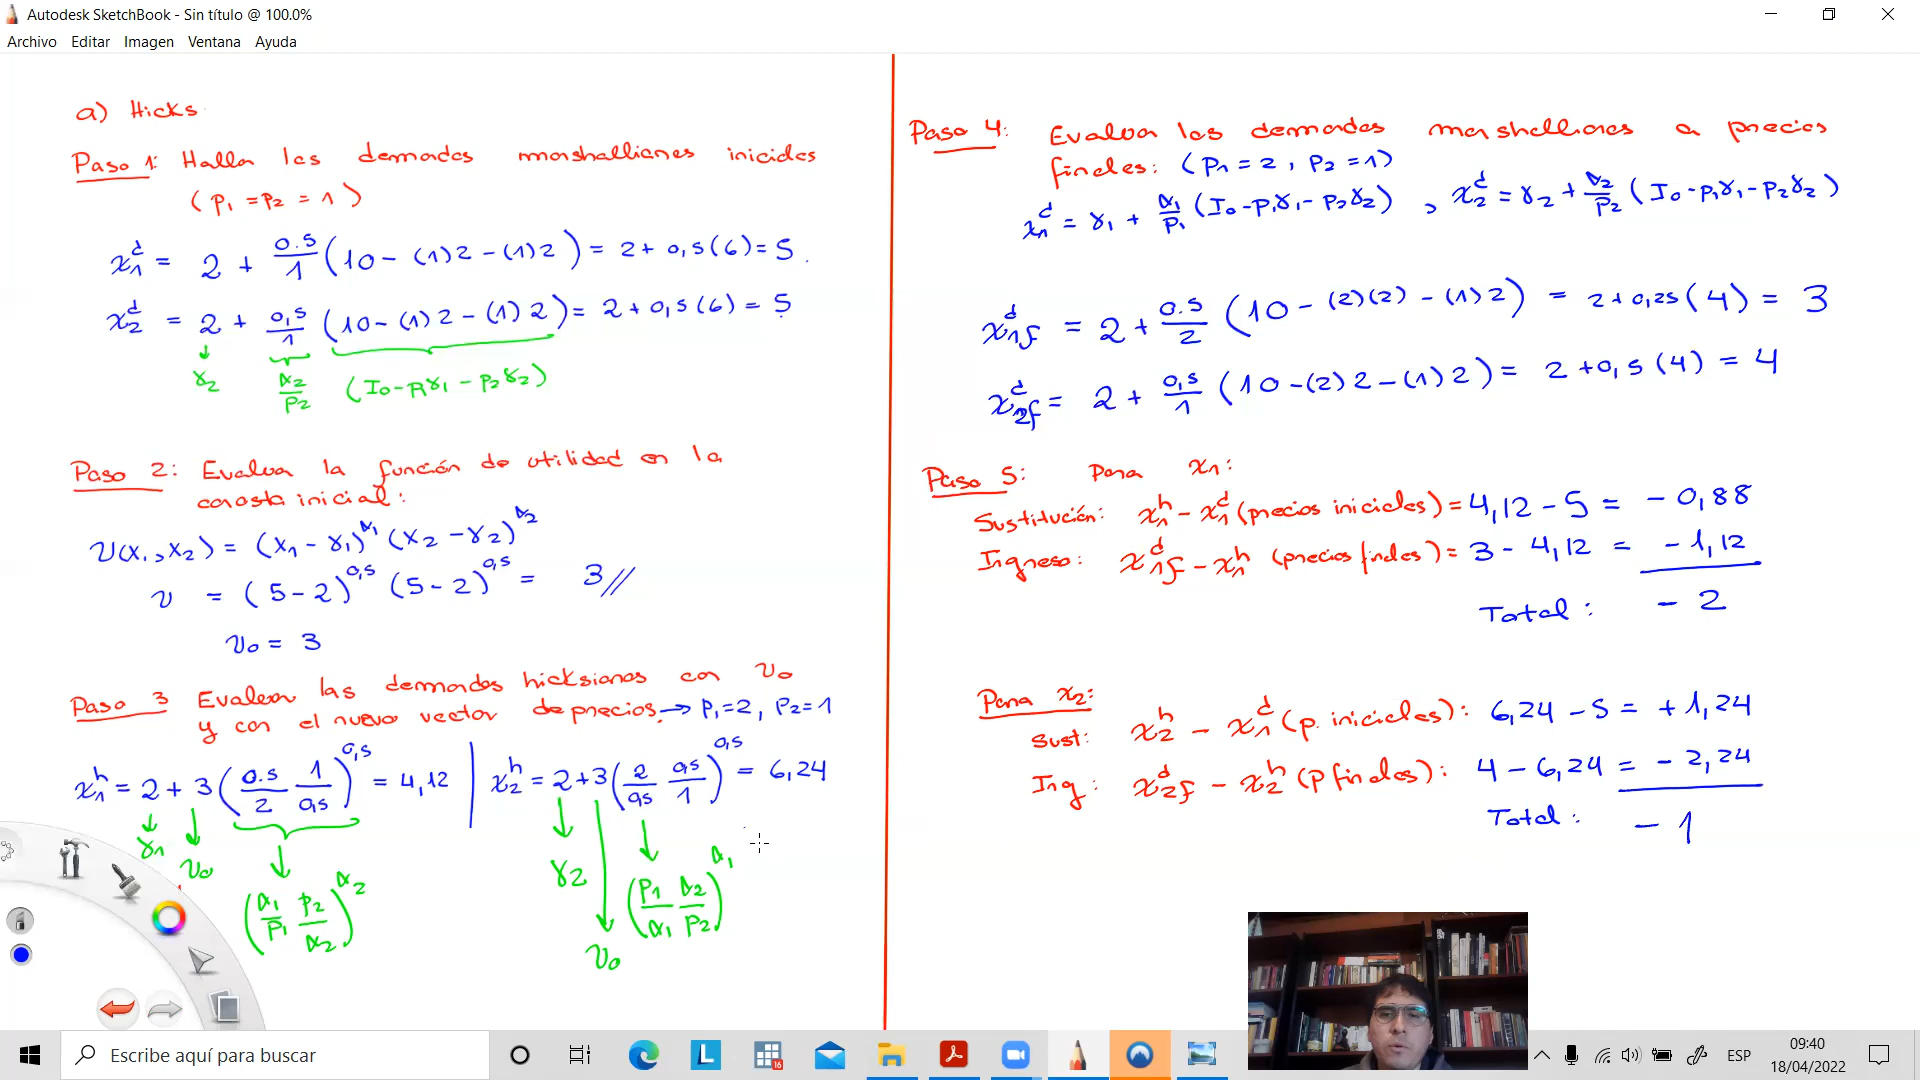 Autodesk SketchBook - Sin título @ 100.0%
Archivo Editar Imagen Ventana Ayuda
a) Hicks
Paso 1: Halla las demandas marshallianas iniciales
(p₁ = p₂ = 1)
x₁ᵈ = 2 + 0.5/1 (10 - (1)2 - (1)2) = 2 + 0,5(6) = 5.
x₂ᵈ = 2 + 0,5/1 (10 - (1)2 - (1)2) = 2 + 0,5(6) = 5
γ₂ α₂/p₂ (I₀ - p₁γ₁ - p₂γ₂)
Paso 2: Evalua la función de utilidad en la
canasta inicial:
U(x₁,x₂) = (x₁ - γ₁)^α₁ (x₂ - γ₂)^α₂
U = (5 - 2)^0,5 (5 - 2)^0,5 = 3//
U₀ = 3
Paso 3 Evaluar las demandas hicksianas con U₀
y con el nuevo vector de precios. → p₁ = 2, p₂ = 1
x₁ʰ = 2 + 3 (0.5/2 1/0,5)^0,5 = 4,12 | x₂ʰ = 2 + 3 (2/0,5 0,5/1)^0,5 = 6,24
γ₁ U₀ (α₁/p₁ p₂/α₂)^α₂
γ₂ U₀ (p₁/α₁ α₂/p₂)^α₁
Paso 4: Evalua las demandas marshallianas a precios
finales: (p₁ = 2, p₂ = 1)
x₁ᵈ = γ₁ + α₁/p₁ (I₀ - p₁γ₁ - p₂γ₂) , x₂ᵈ = γ₂ + α₂/p₂ (I₀ - p₁γ₁ - p₂γ₂)
x₁fᵈ = 2 + 0.5/2 (10 - (2)(2) - (1)2) = 2 + 0,25(4) = 3
x₂fᵈ = 2 + 0,5/1 (10 - (2)2 - (1)2) = 2 + 0,5(4) = 4
Paso 5: Para x₁:
Sustitución: x₁ʰ - x₁ᵈ (precios iniciales) = 4,12 - 5 = - 0,88
Ingreso: x₁fᵈ - x₁ʰ (precios finales) = 3 - 4,12 = - 1,12
Total: - 2
Para x₂:
Sust: x₂ʰ - x₁ᵈ (p. iniciales): 6,24 - 5 = + 1,24
Ing: x₂fᵈ - x₂ʰ (p finales): 4 - 6,24 = - 2,24
Total: - 1
Escribe aquí para buscar
L
16
ESP
09:40
18/04/2022